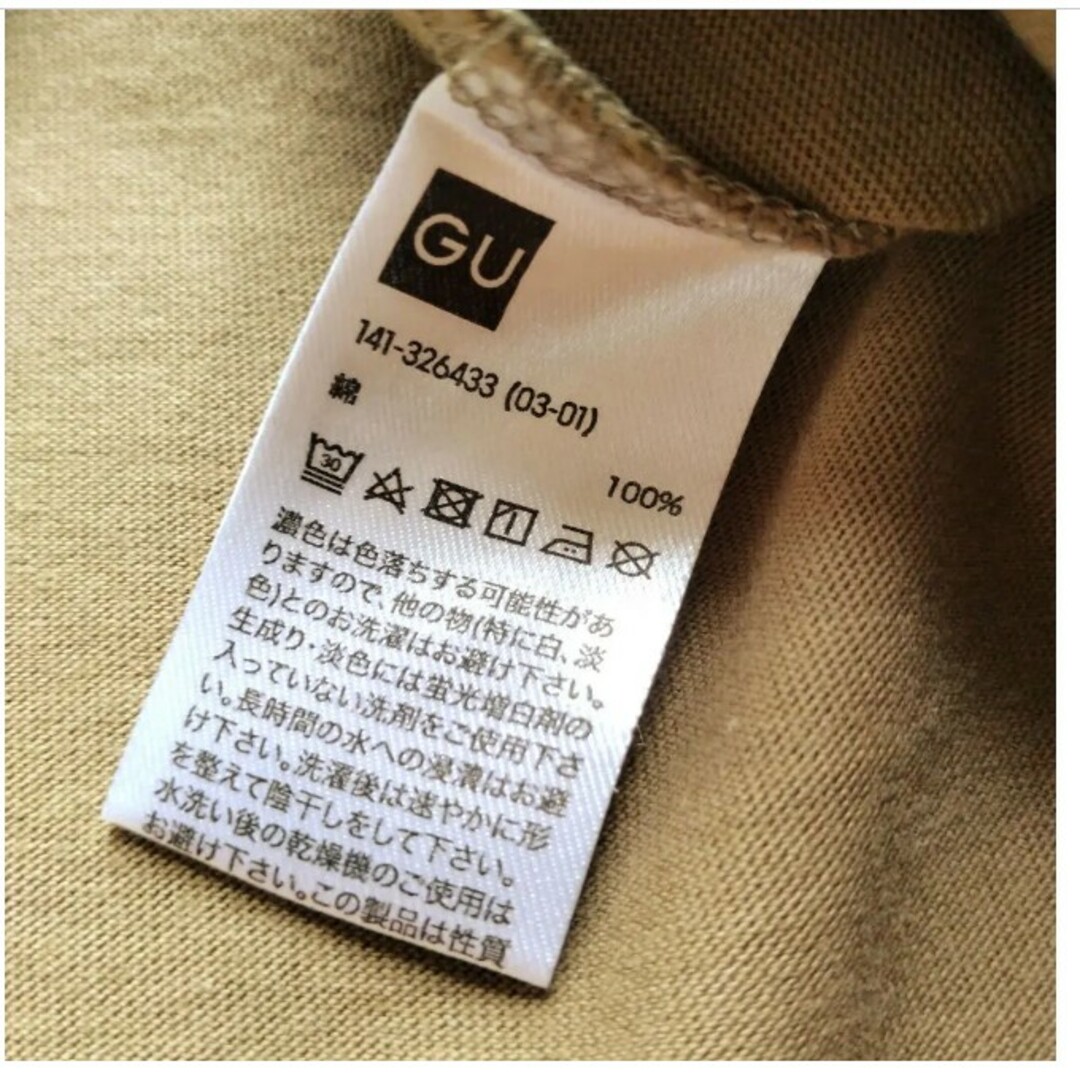 GU
141-326433 (03-01)
綿
100%
30
濃色は色落ちする可能性があ
りますので、他の物(特に白、淡
色)とのお洗濯はお避け下さい。
生成り・淡色には蛍光増白剤の
入っていない洗剤をご使用下さ
い。長時間の水への浸漬はお避
け下さい。洗濯後は速やかに形
を整えて陰干しをして下さい。
水洗い後の乾燥機のご使用は
お避け下さい。この製品は性質